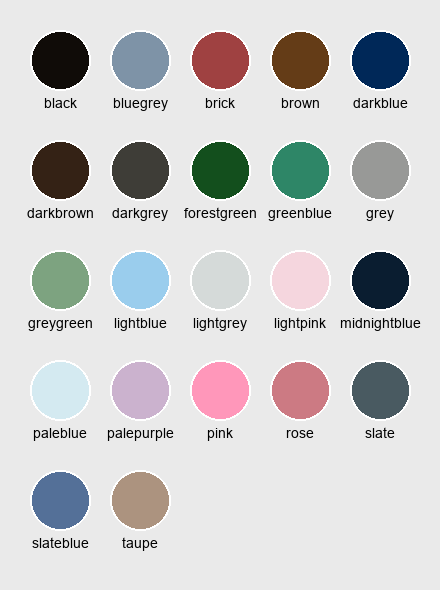 black bluegrey brick brown darkblue
darkbrown darkgrey forestgreen greenblue grey
greygreen lightblue lightgrey lightpink midnightblue
paleblue palepurple pink rose slate
slateblue taupe